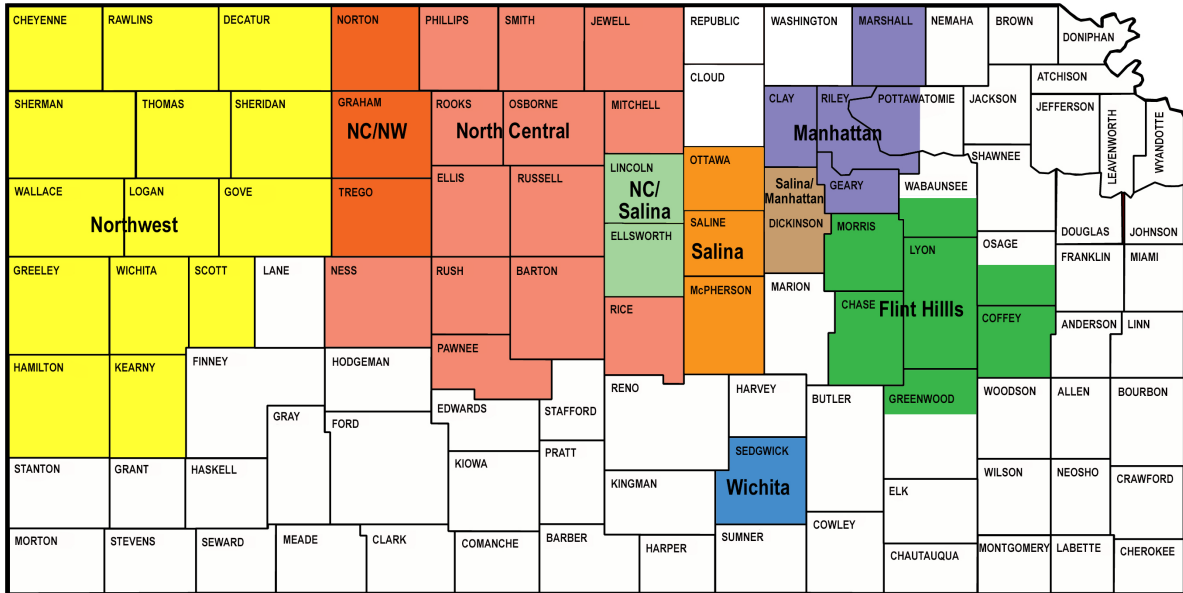 CHEYENNE
RAWLINS
DECATUR
NORTON
PHILLIPS
SMITH
JEWELL
REPUBLIC
WASHINGTON
MARSHALL
NEMAHA
BROWN
DONIPHAN
CLOUD
ATCHISON
SHERMAN
THOMAS
SHERIDAN
GRAHAM
NC/NW
ROOKS
OSBORNE
North Central
MITCHELL
CLAY
RILEY
POTTAWATOMIE
Manhattan
JACKSON
JEFFERSON
LEAVENWORTH
WYANDOTTE
OTTAWA
SHAWNEE
LINCOLN
NC/
Salina
WALLACE
LOGAN
GOVE
Northwest
TREGO
ELLIS
RUSSELL
Salina/
Manhattan
GEARY
WABAUNSEE
ELLSWORTH
SALINE
Salina
DICKINSON
MORRIS
LYON
OSAGE
DOUGLAS
JOHNSON
GREELEY
WICHITA
SCOTT
LANE
NESS
RUSH
BARTON
FRANKLIN
MIAMI
McPHERSON
MARION
RICE
CHASE
Flint Hillls
COFFEY
ANDERSON
LINN
HAMILTON
KEARNY
FINNEY
HODGEMAN
PAWNEE
RENO
HARVEY
BUTLER
GREENWOOD
WOODSON
ALLEN
BOURBON
GRAY
FORD
EDWARDS
STAFFORD
STANTON
GRANT
HASKELL
KIOWA
PRATT
KINGMAN
SEDGWICK
Wichita
ELK
WILSON
NEOSHO
CRAWFORD
MORTON
STEVENS
SEWARD
MEADE
CLARK
COMANCHE
BARBER
HARPER
SUMNER
COWLEY
CHAUTAUQUA
MONTGOMERY
LABETTE
CHEROKEE